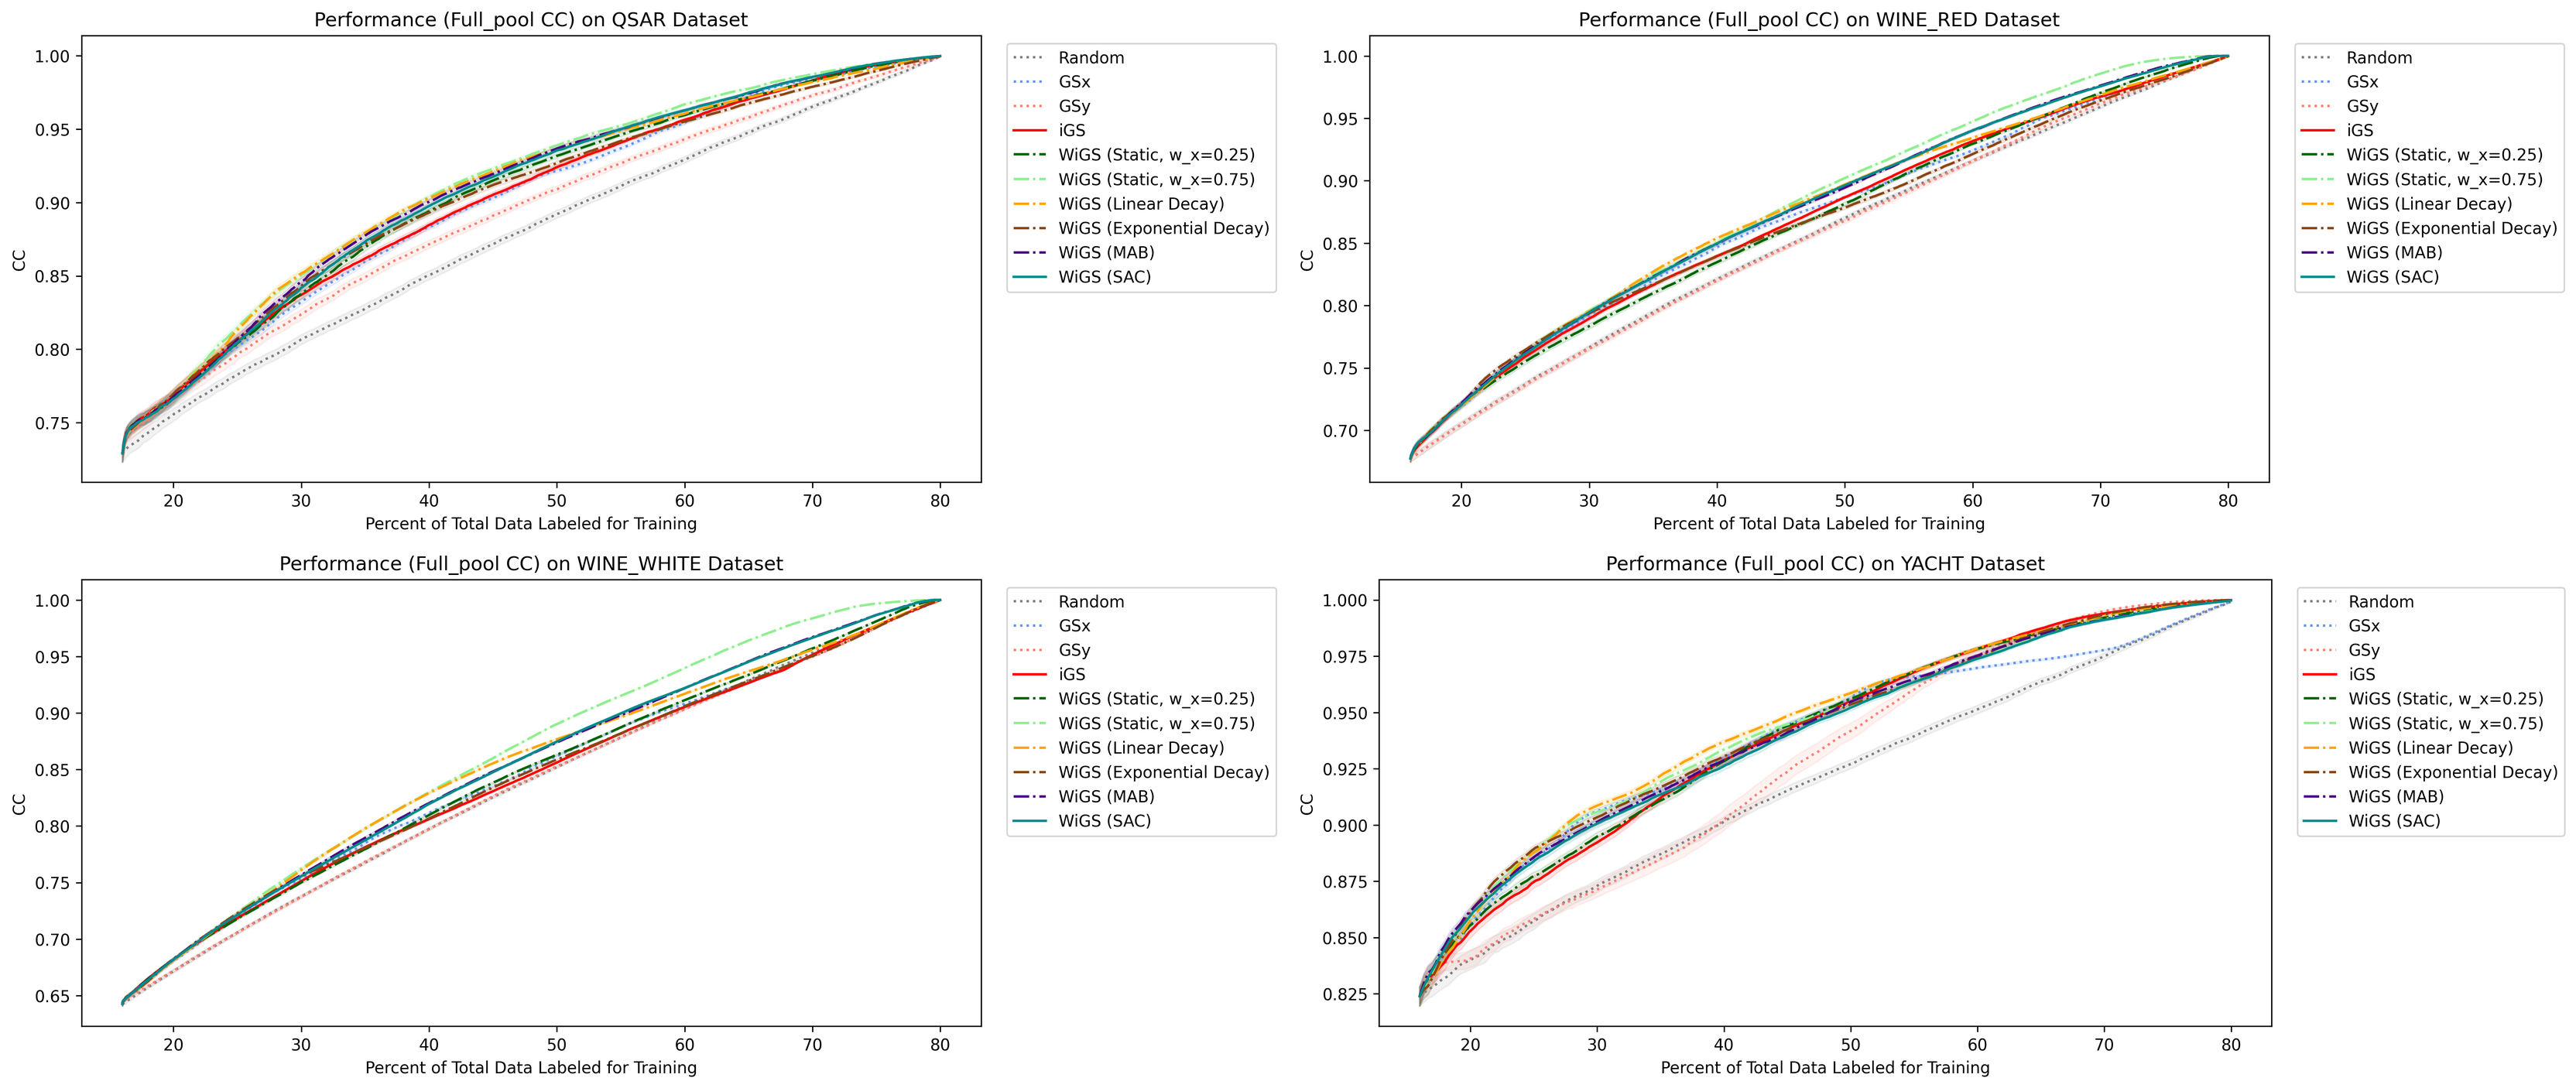 Performance (Full_pool CC) on QSAR Dataset
CC
1.00
0.95
0.90
0.85
0.80
0.75
20 30 40 50 60 70 80
Percent of Total Data Labeled for Training
Random
GSx
GSy
iGS
WiGS (Static, w_x=0.25)
WiGS (Static, w_x=0.75)
WiGS (Linear Decay)
WiGS (Exponential Decay)
WiGS (MAB)
WiGS (SAC)
Performance (Full_pool CC) on WINE_RED Dataset
CC
1.00
0.95
0.90
0.85
0.80
0.75
0.70
20 30 40 50 60 70 80
Percent of Total Data Labeled for Training
Random
GSx
GSy
iGS
WiGS (Static, w_x=0.25)
WiGS (Static, w_x=0.75)
WiGS (Linear Decay)
WiGS (Exponential Decay)
WiGS (MAB)
WiGS (SAC)
Performance (Full_pool CC) on WINE_WHITE Dataset
CC
1.00
0.95
0.90
0.85
0.80
0.75
0.70
0.65
20 30 40 50 60 70 80
Percent of Total Data Labeled for Training
Random
GSx
GSy
iGS
WiGS (Static, w_x=0.25)
WiGS (Static, w_x=0.75)
WiGS (Linear Decay)
WiGS (Exponential Decay)
WiGS (MAB)
WiGS (SAC)
Performance (Full_pool CC) on YACHT Dataset
CC
1.000
0.975
0.950
0.925
0.900
0.875
0.850
0.825
20 30 40 50 60 70 80
Percent of Total Data Labeled for Training
Random
GSx
GSy
iGS
WiGS (Static, w_x=0.25)
WiGS (Static, w_x=0.75)
WiGS (Linear Decay)
WiGS (Exponential Decay)
WiGS (MAB)
WiGS (SAC)